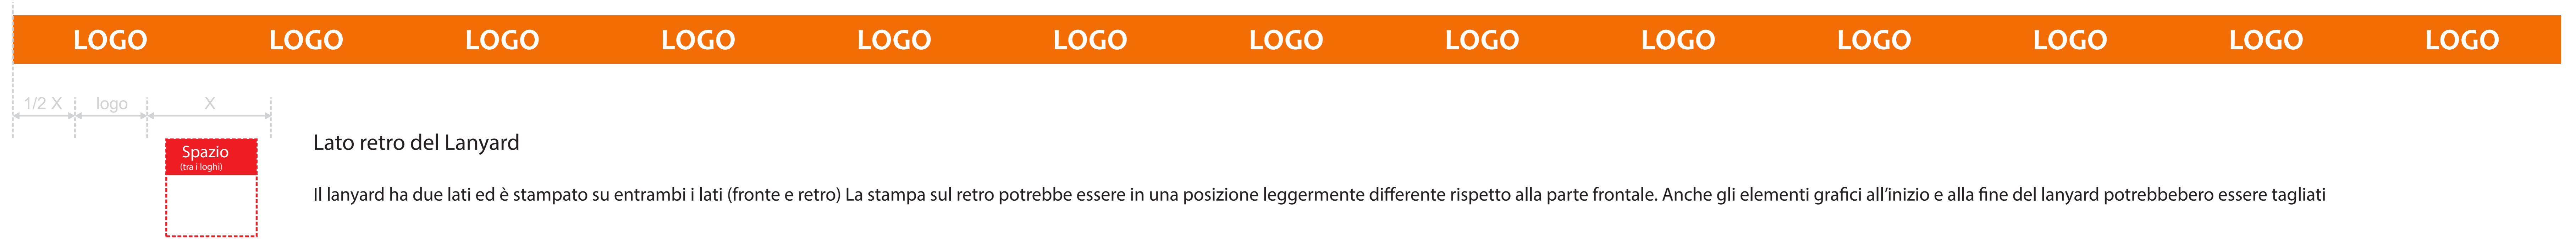 LOGO LOGO LOGO LOGO LOGO LOGO LOGO LOGO LOGO LOGO LOGO LOGO LOGO
1/2 X logo X
Spazio
(tra i loghi)
Lato retro del Lanyard
Il lanyard ha due lati ed è stampato su entrambi i lati (fronte e retro) La stampa sul retro potrebbe essere in una posizione leggermente differente rispetto alla parte frontale. Anche gli elementi grafici all’inizio e alla fine del lanyard potrebbebero essere tagliati